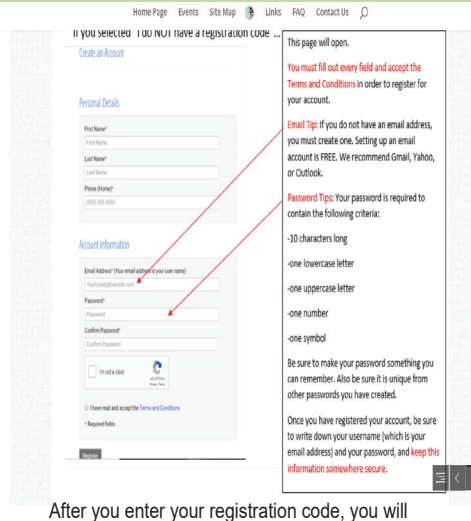 Home Page Events Site Map Links FAQ Contact Us
If you selected "I do NOT have a registration code" ...
Create an Account
Personal Details
First Name*
First Name
Last Name*
Last Name
Phone (Home)*
(555) 555-5555
Account Information
Email Address* (Your email address is your user name)
YourEmail@Example.com
Password*
Password
Confirm Password*
Confirm Password
I'm not a robot
reCAPTCHA
Privacy - Terms
I have read and accept the Terms and Conditions
* Required fields
Register
This page will open.
You must fill out every field and accept the
Terms and Conditions in order to register for
your account.
Email Tip: If you do not have an email address,
you must create one. Setting up an email
account is FREE. We recommend Gmail, Yahoo,
or Outlook.
Password Tips: Your password is required to
contain the following criteria:
-10 characters long
-one lowercase letter
-one uppercase letter
-one number
-one symbol
Be sure to make your password something you
can remember. Also be sure it is unique from
other passwords you have created.
Once you have registered your account, be sure
to write down your username (which is your
email address) and your password, and keep this
information somewhere secure.
After you enter your registration code, you will